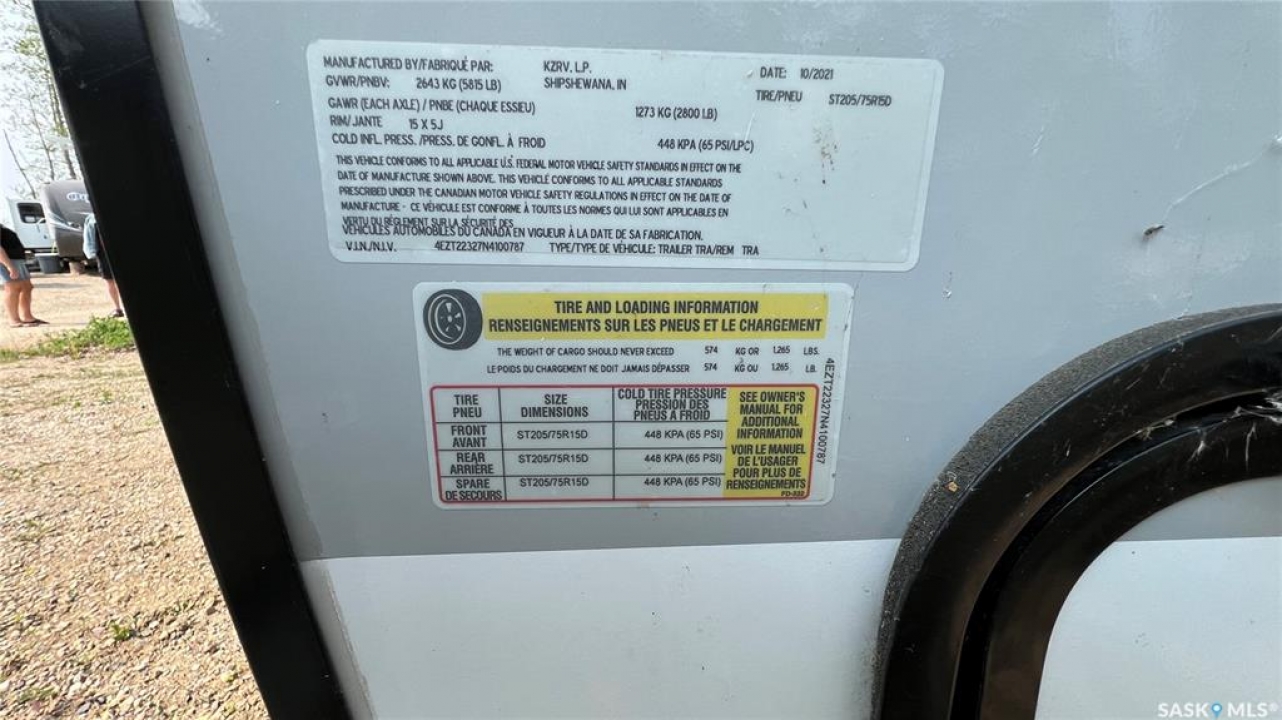 MANUFACTURED BY/FABRIQUÉ PAR: KZRV, L.P. DATE: 10/2021
GVWR/PNBV: 2643 KG (5815 LB) SHIPSHEWANA, IN TIRE/PNEU ST205/75R15D
GAWR (EACH AXLE) / PNBE (CHAQUE ESSIEU) 1273 KG (2800 LB)
RIM/JANTE 15 X 5J
COLD INFL. PRESS. /PRESS. DE GONFL. À FROID 448 KPA (65 PSI/LPC)
THIS VEHICLE CONFORMS TO ALL APPLICABLE U.S. FEDERAL MOTOR VEHICLE SAFETY STANDARDS IN EFFECT ON THE
DATE OF MANUFACTURE SHOWN ABOVE. THIS VEHICLE CONFORMS TO ALL APPLICABLE STANDARDS
PRESCRIBED UNDER THE CANADIAN MOTOR VEHICLE SAFETY REGULATIONS IN EFFECT ON THE DATE OF
MANUFACTURE - CE VÉHICULE EST CONFORME À TOUTES LES NORMES QUI LUI SONT APPLICABLES EN
VERTU DU RÈGLEMENT SUR LA SÉCURITÉ DES
VÉHICULES AUTOMOBILES DU CANADA EN VIGUEUR À LA DATE DE SA FABRICATION.
V.I.N./N.I.V. 4EZT22327N4100787 TYPE/TYPE DE VÉHICULE: TRAILER TRA/REM TRA
TIRE AND LOADING INFORMATION
RENSEIGNEMENTS SUR LES PNEUS ET LE CHARGEMENT
THE WEIGHT OF CARGO SHOULD NEVER EXCEED 574 KG OR 1,265 LBS.
LE POIDS DU CHARGEMENT NE DOIT JAMAIS DÉPASSER 574 KG OU 1,265 LB.
TIRE
PNEU
SIZE
DIMENSIONS
COLD TIRE PRESSURE
PRESSION DES
PNEUS A FROID
FRONT
AVANT
ST205/75R15D 448 KPA (65 PSI)
REAR
ARRIÈRE
ST205/75R15D 448 KPA (65 PSI)
SPARE
DE SECOURS
ST205/75R15D 448 KPA (65 PSI)
SEE OWNER'S
MANUAL FOR
ADDITIONAL
INFORMATION
VOIR LE MANUEL
DE L'USAGER
POUR PLUS DE
RENSEIGNEMENTS
4EZT22327N4100787
SASK MLS®